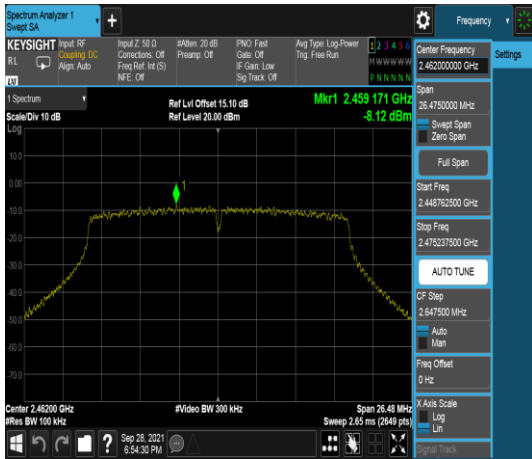 Spectrum Analyzer 1
Swept SA
+
Frequency
KEYSIGHT
Input: RF
Coupling: DC
Align: Auto
Input Z: 50 Ω
Corrections: Off
Freq Ref: Int (S)
NFE: Off
#Atten: 20 dB
Preamp: Off
PNO: Fast
Gate: Off
IF Gain: Low
Sig Track: Off
Avg Type: Log-Power
Trig: Free Run
1 2 3 4 5 6
M W W W W W
P N N N N N
RL
LXI
Center Frequency
2.462000000 GHz
Settings
Span
26.4750000 MHz
Swept Span
Zero Span
Full Span
Start Freq
2.448762500 GHz
Stop Freq
2.475237500 GHz
AUTO TUNE
CF Step
2.647500 MHz
Auto
Man
Freq Offset
0 Hz
X Axis Scale
Log
Lin
Signal Track
1 Spectrum
Scale/Div 10 dB
Log
Ref Lvl Offset 15.10 dB
Ref Level 20.00 dBm
Mkr1 2.459 171 GHz
-8.12 dBm
1
10.0
0.00
-10.0
-20.0
-30.0
-40.0
-50.0
-60.0
-70.0
Center 2.46200 GHz
#Res BW 100 kHz
#Video BW 300 kHz
Span 26.48 MHz
Sweep 2.65 ms (2649 pts)
?
Sep 28, 2021
6:54:30 PM